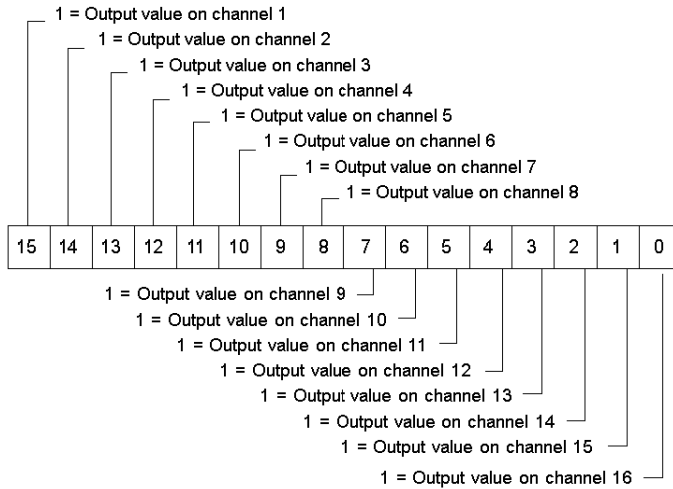 1 = Output value on channel 1
1 = Output value on channel 2
1 = Output value on channel 3
1 = Output value on channel 4
1 = Output value on channel 5
1 = Output value on channel 6
1 = Output value on channel 7
1 = Output value on channel 8
15 14 13 12 11 10 9 8 7 6 5 4 3 2 1 0
1 = Output value on channel 9
1 = Output value on channel 10
1 = Output value on channel 11
1 = Output value on channel 12
1 = Output value on channel 13
1 = Output value on channel 14
1 = Output value on channel 15
1 = Output value on channel 16